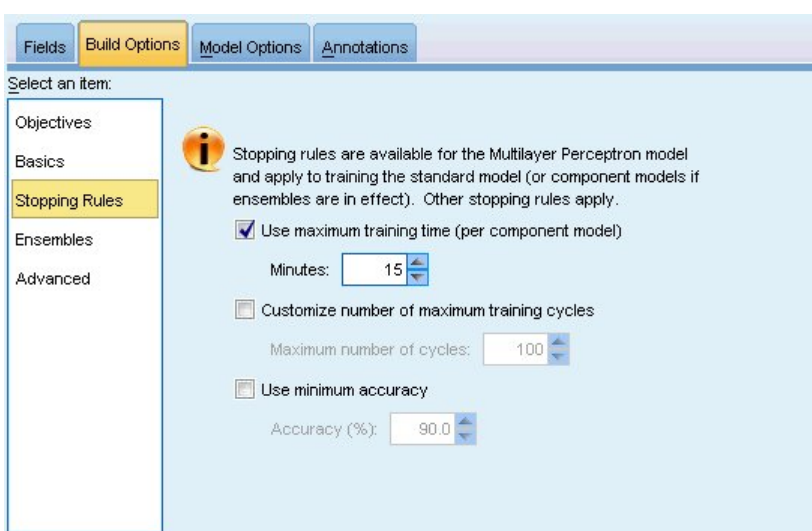 Fields Build Options Model Options Annotations
Select an item:
Objectives
Basics
Stopping Rules
Ensembles
Advanced
Stopping rules are available for the Multilayer Perceptron model
and apply to training the standard model (or component models if
ensembles are in effect). Other stopping rules apply.
Use maximum training time (per component model)
Minutes: 15
Customize number of maximum training cycles
Maximum number of cycles: 100
Use minimum accuracy
Accuracy (%): 90.0